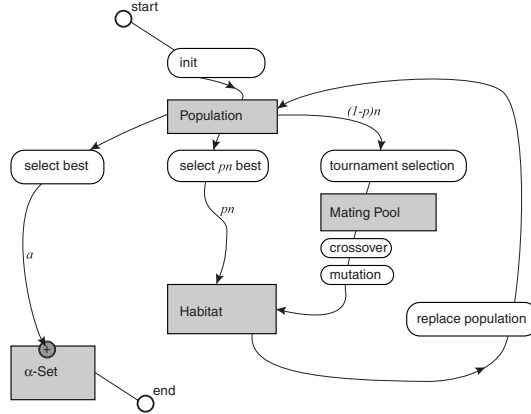 start
init
Population
(1-p)n
select best
select pn best
tournament selection
pn
Mating Pool
crossover
a
mutation
Habitat
replace population
+
α-Set
end